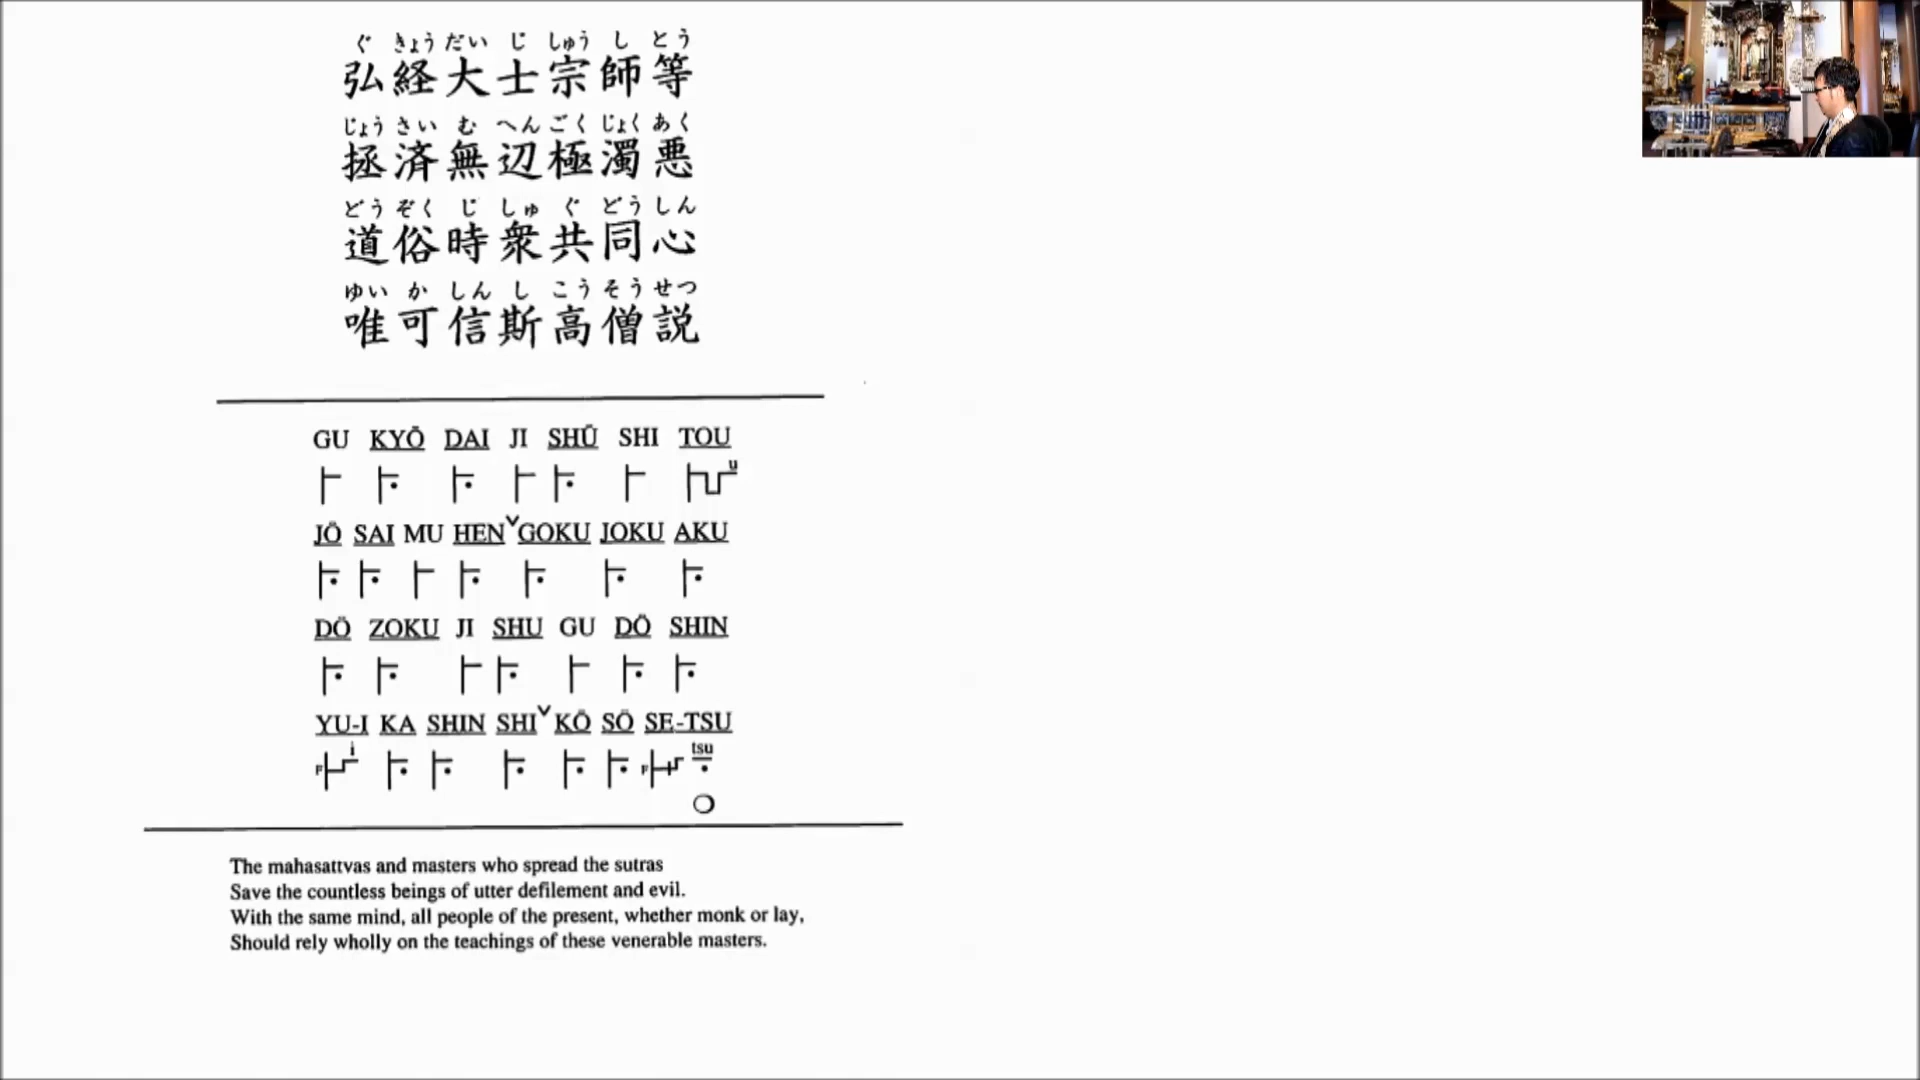 ぐ きょう だい じ しゅう し とう
弘経大士宗師等
じょう さい む へん ごく じょく あく
拯済無辺極濁悪
どう ぞく じ しゅ ぐ どう しん
道俗時衆共同心
ゆい か しん し こう そう せつ
唯可信斯高僧説
GU KYŌ DAI JI SHŪ SHI TOU
u
JŌ SAI MU HEN˅GOKU JOKU AKU
DŌ ZOKU JI SHU GU DŌ SHIN
YU-I KA SHIN SHI˅KŌ SŌ SE-TSU
F i F tsu
The mahasattvas and masters who spread the sutras
Save the countless beings of utter defilement and evil.
With the same mind, all people of the present, whether monk or lay,
Should rely wholly on the teachings of these venerable masters.